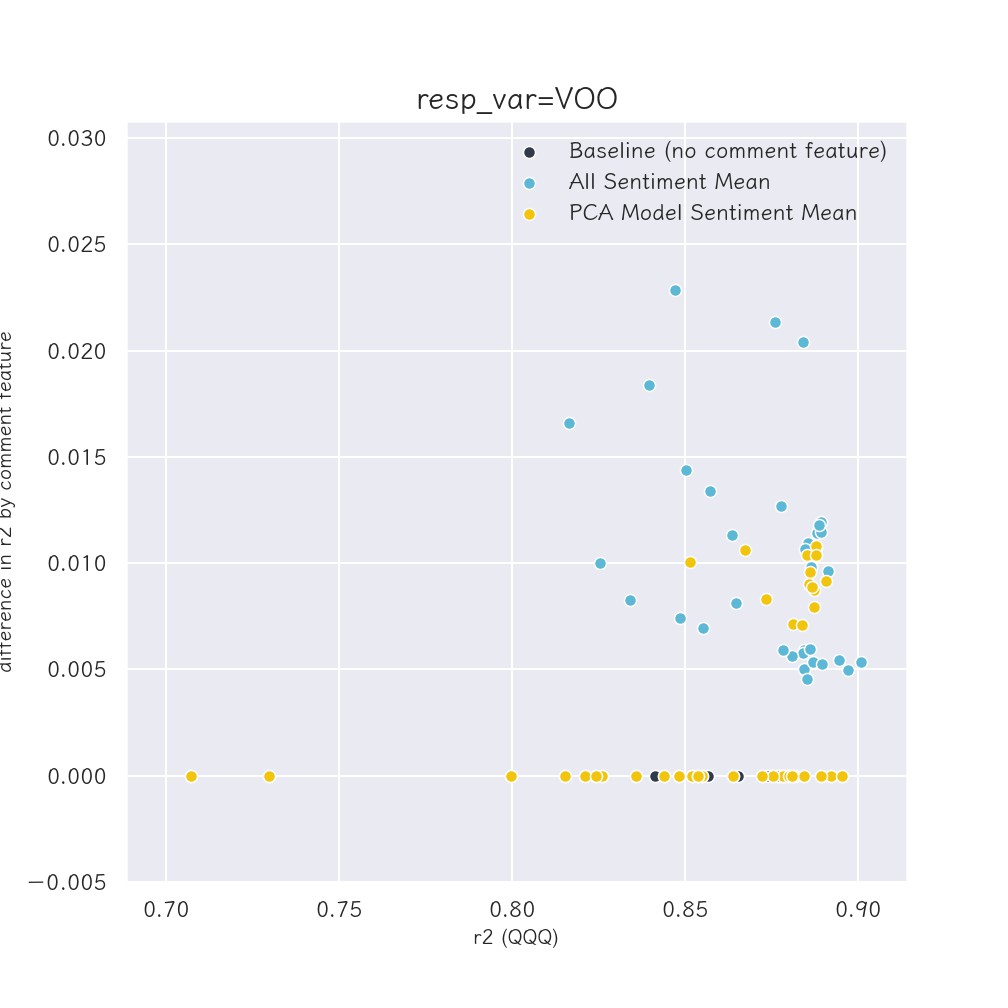 resp_var=VOO
Baseline (no comment feature)
All Sentiment Mean
PCA Model Sentiment Mean
difference in r2 by comment feature
0.030
0.025
0.020
0.015
0.010
0.005
0.000
−0.005
0.70
0.75
0.80
0.85
0.90
r2 (QQQ)